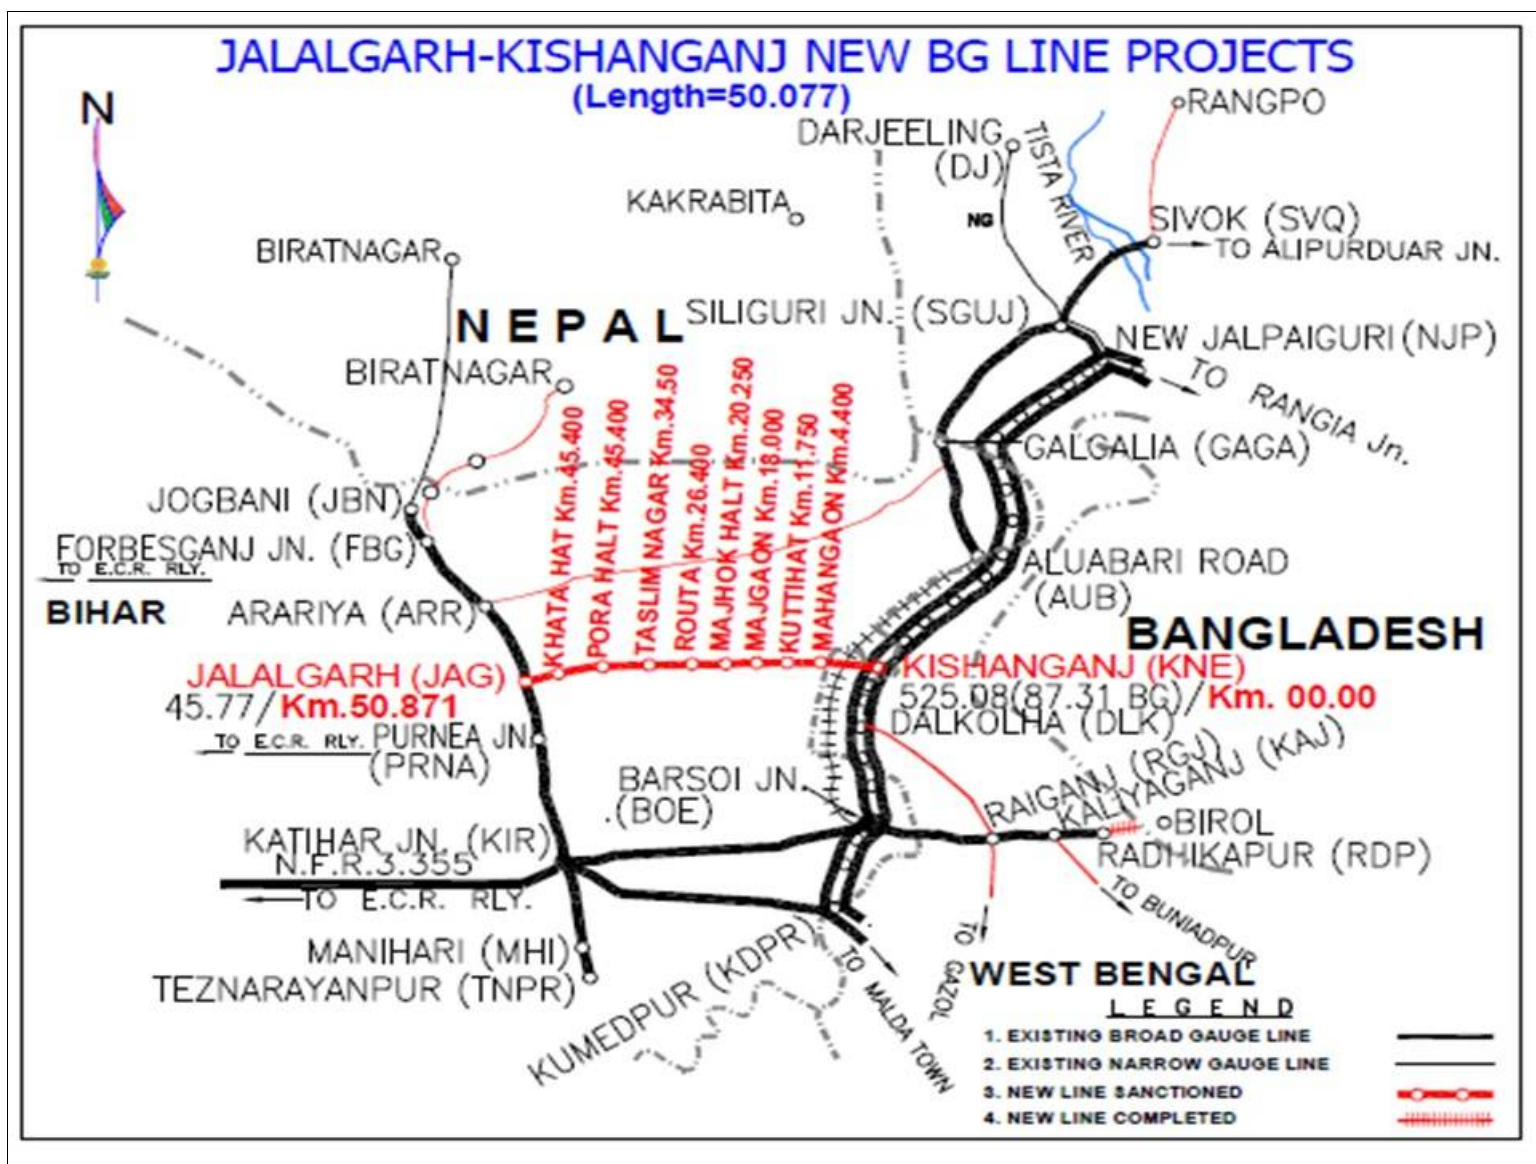 JALALGARH-KISHANGANJ NEW BG LINE PROJECTS
(Length=50.077)
N
RANGPO
DARJEELING
(DJ)
TISTA RIVER
KAKRABITA
NG
SIVOK (SVQ)
TO ALIPURDUAR JN.
BIRATNAGAR
NEPAL
SILIGURI JN. (SGUJ)
NEW JALPAIGURI (NJP)
TO RANGIA Jn.
BIRATNAGAR
KHATA HAT Km.45.400
PORA HALT Km.45.400
TASLIM NAGAR Km.34.50
ROUTA Km.26.400
MAJHOK HALT Km.20.250
MAJGAON Km.18.000
KUTTIHAT Km.11.750
MAHANGAON Km.4.400
GALGALIA (GAGA)
JOGBANI (JBN)
FORBESGANJ JN. (FBG)
TO E.C.R. RLY.
ALUABARI ROAD
(AUB)
BIHAR
ARARIYA (ARR)
BANGLADESH
JALALGARH (JAG)
45.77/Km.50.871
KISHANGANJ (KNE)
525.08(87.31 BG)/Km. 00.00
DALKOLHA (DLK)
TO E.C.R. RLY.
PURNEA JN.
(PRNA)
BARSOI JN.
.(BOE)
RAIGANJ (RGJ)
KALIYAGANJ (KAJ)
BIROL
RADHIKAPUR (RDP)
KATIHAR JN. (KIR)
N.F.R.3.355
TO E.C.R. RLY.
TO BUNIADPUR
TO GAZOL
MANIHARI (MHI)
TEZNARAYANPUR (TNPR)
KUMEDPUR (KDPR)
TO MALDA TOWN
WEST BENGAL
LEGEND
1. EXISTING BROAD GAUGE LINE
2. EXISTING NARROW GAUGE LINE
3. NEW LINE SANCTIONED
4. NEW LINE COMPLETED